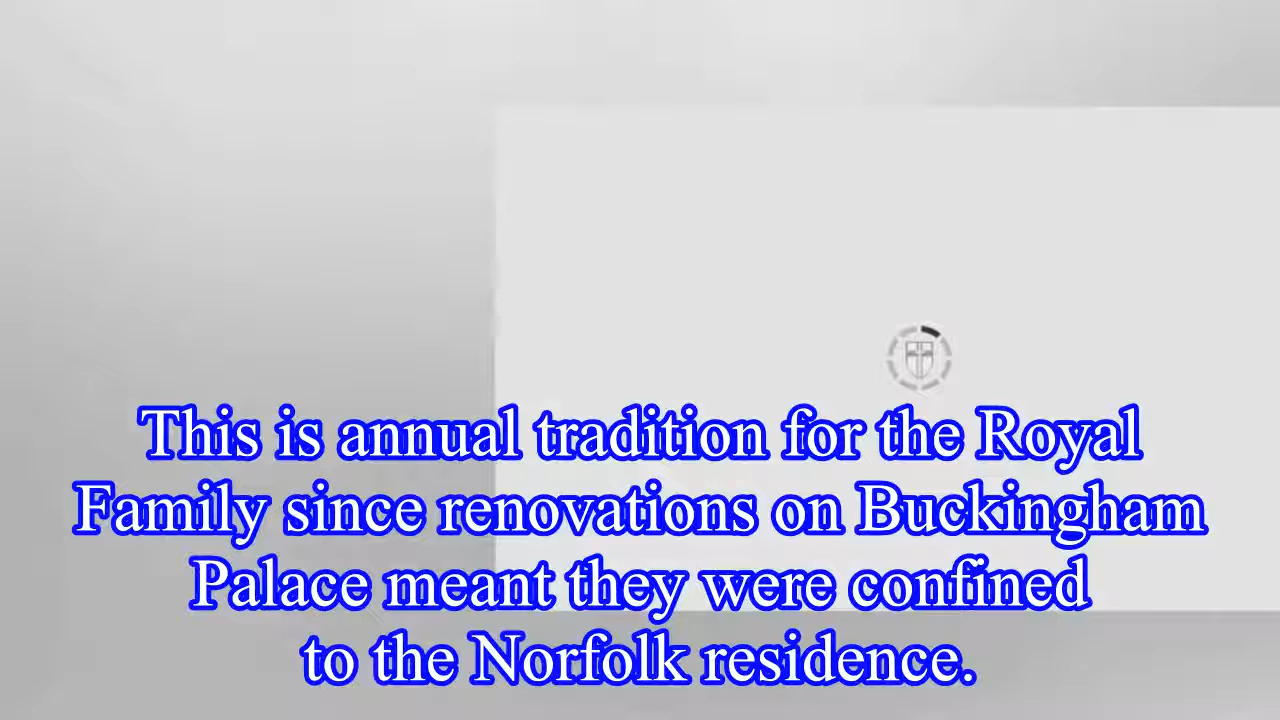 This is annual tradition for the Royal
Family since renovations on Buckingham
Palace meant they were confined
to the Norfolk residence.